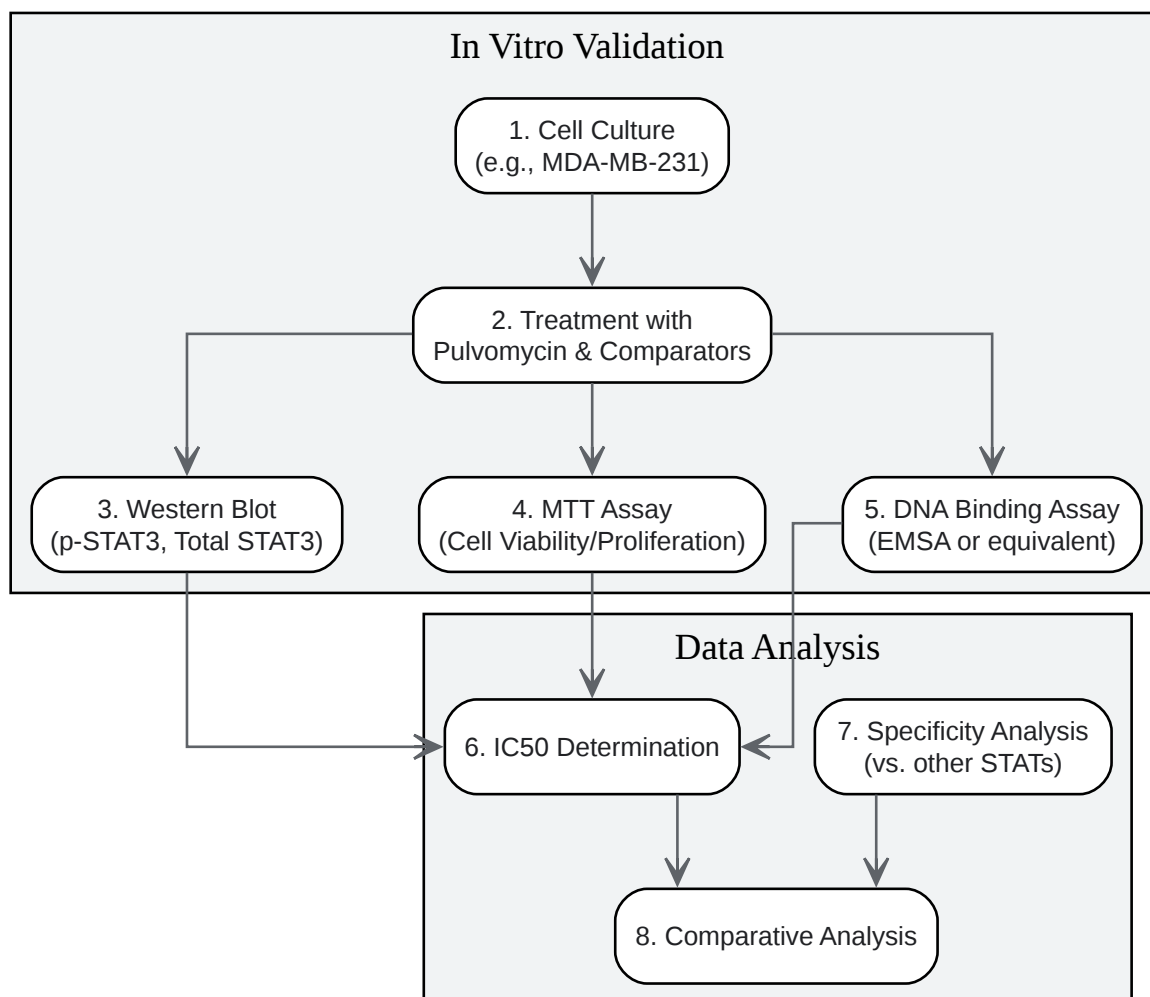 In Vitro Validation
1. Cell Culture
(e.g., MDA-MB-231)
2. Treatment with
Pulvomycin & Comparators
3. Western Blot
(p-STAT3, Total STAT3)
4. MTT Assay
(Cell Viability/Proliferation)
5. DNA Binding Assay
(EMSA or equivalent)
Data Analysis
6. IC50 Determination
7. Specificity Analysis
(vs. other STATs)
8. Comparative Analysis